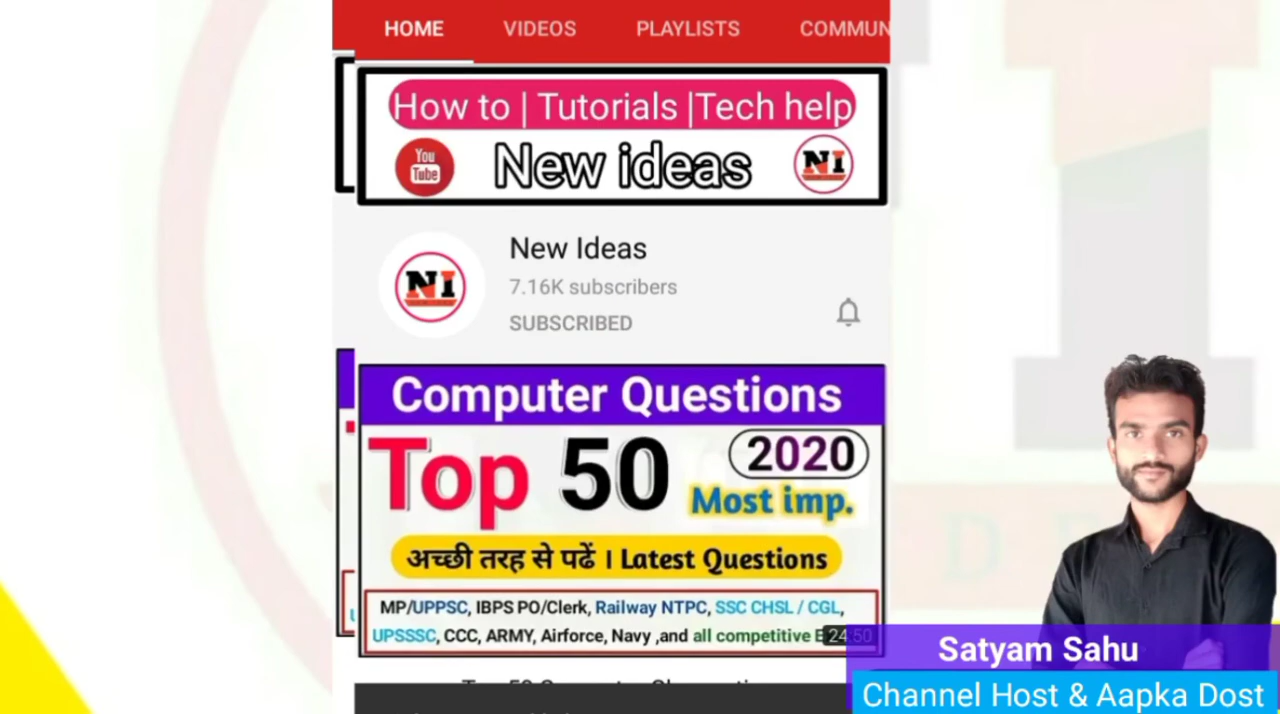 HOME VIDEOS PLAYLISTS COMMUN
How to | Tutorials |Tech help
You
Tube
New ideas
NI
New Ideas
NI
7.16K subscribers
SUBSCRIBED
Computer Questions
Top 50
2020
Most imp.
अच्छी तरह से पढें । Latest Questions
MP/UPPSC, IBPS PO/Clerk, Railway NTPC, SSC CHSL / CGL,
UPSSSC, CCC, ARMY, Airforce, Navy ,and all competitive E
24:50
Satyam Sahu
Channel Host & Aapka Dost